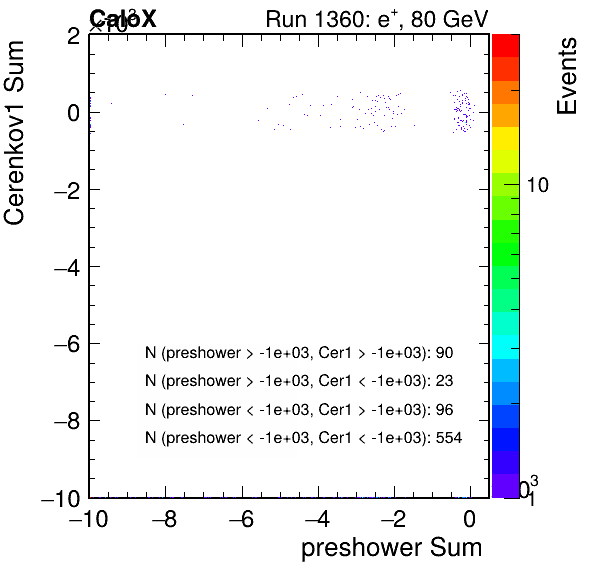 CaloX
×10³
Run 1360: e⁺, 80 GeV
Cerenkov1 Sum
Events
2
0
−2
−4
−6
−8
−10
10
1
N (preshower > -1e+03, Cer1 > -1e+03): 90
N (preshower > -1e+03, Cer1 < -1e+03): 23
N (preshower < -1e+03, Cer1 > -1e+03): 96
N (preshower < -1e+03, Cer1 < -1e+03): 554
−10 −8 −6 −4 −2 0
preshower Sum